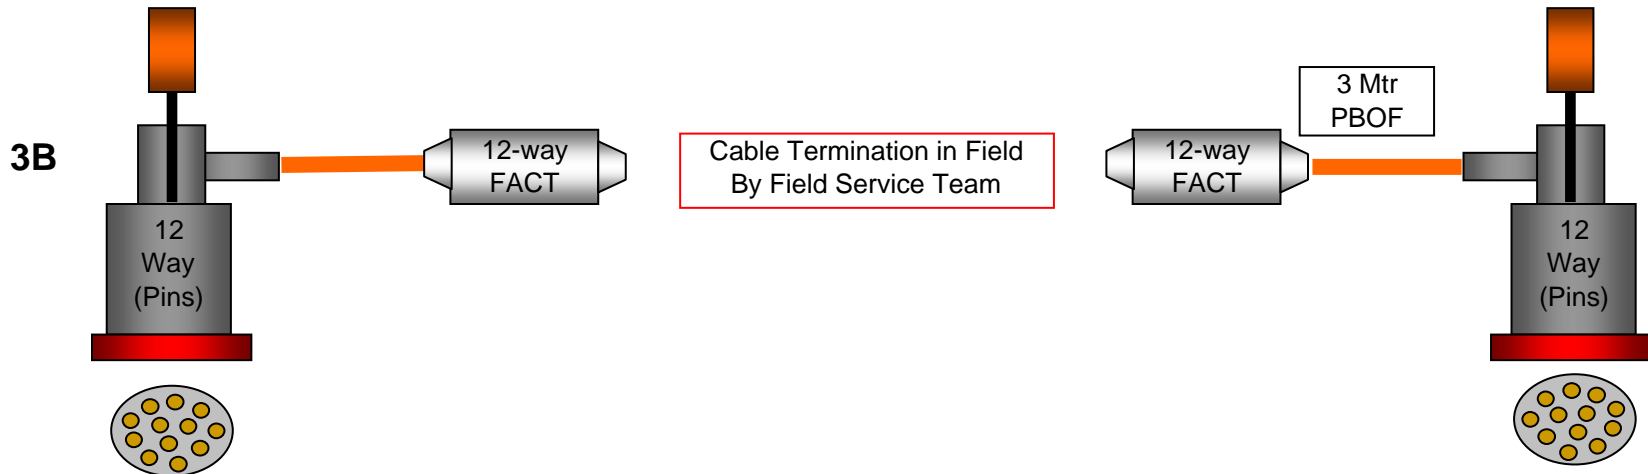 3B
12
Way
(Pins)
12-way
FACT
Cable Termination in Field
By Field Service Team
12-way
FACT
3 Mtr
PBOF
12
Way
(Pins)